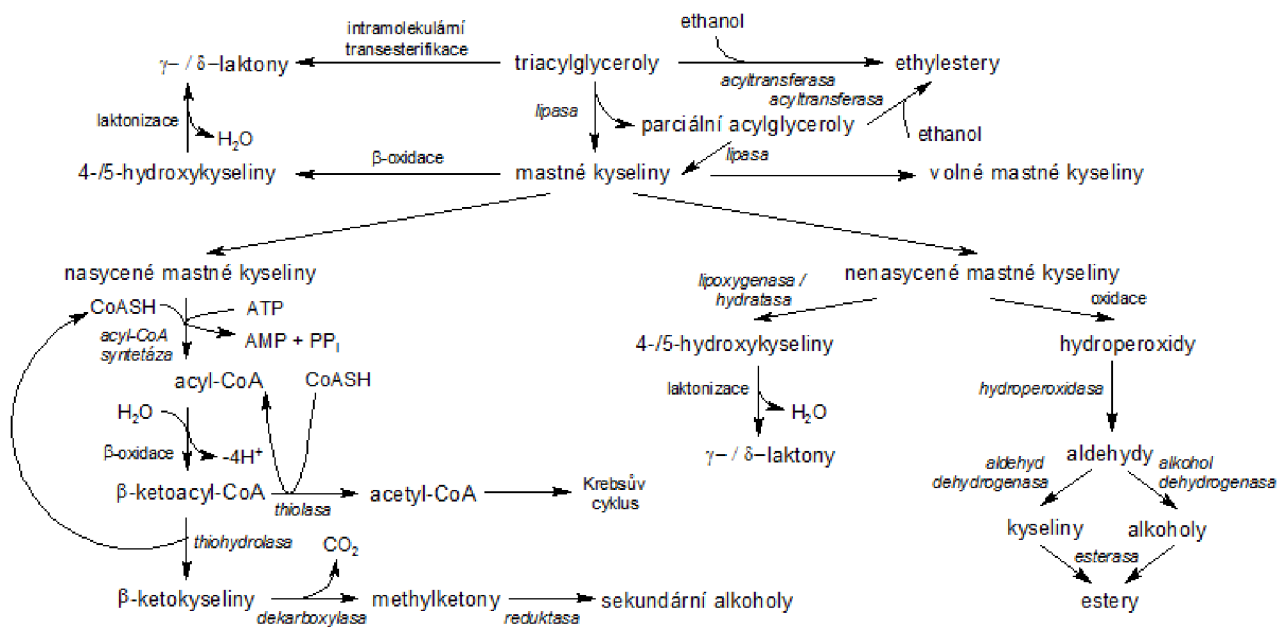 intramolekulární
transesterifikace
ethanol
γ– / δ–laktony
triacylglyceroly
ethylestery
acyltransferasa
acyltransferasa
lipasa
laktonizace
H2O
parciální acylglyceroly
ethanol
β-oxidace
lipasa
4-/5-hydroxykyseliny
mastné kyseliny
volné mastné kyseliny
nasycené mastné kyseliny
nenasycené mastné kyseliny
lipoxygenasa /
hydratasa
oxidace
CoASH
ATP
acyl-CoA
syntetáza
AMP + PPI
4-/5-hydroxykyseliny
hydroperoxidy
acyl-CoA
CoASH
laktonizace
H2O
hydroperoxidasa
H2O
β-oxidace
-4H+
γ– / δ–laktony
aldehydy
aldehyd
dehydrogenasa
alkohol
dehydrogenasa
β-ketoacyl-CoA
thiolasa
acetyl-CoA
Krebsův
cyklus
kyseliny
alkoholy
thiohydrolasa
CO2
esterasa
β-ketokyseliny
dekarboxylasa
methylketony
reduktasa
sekundární alkoholy
estery